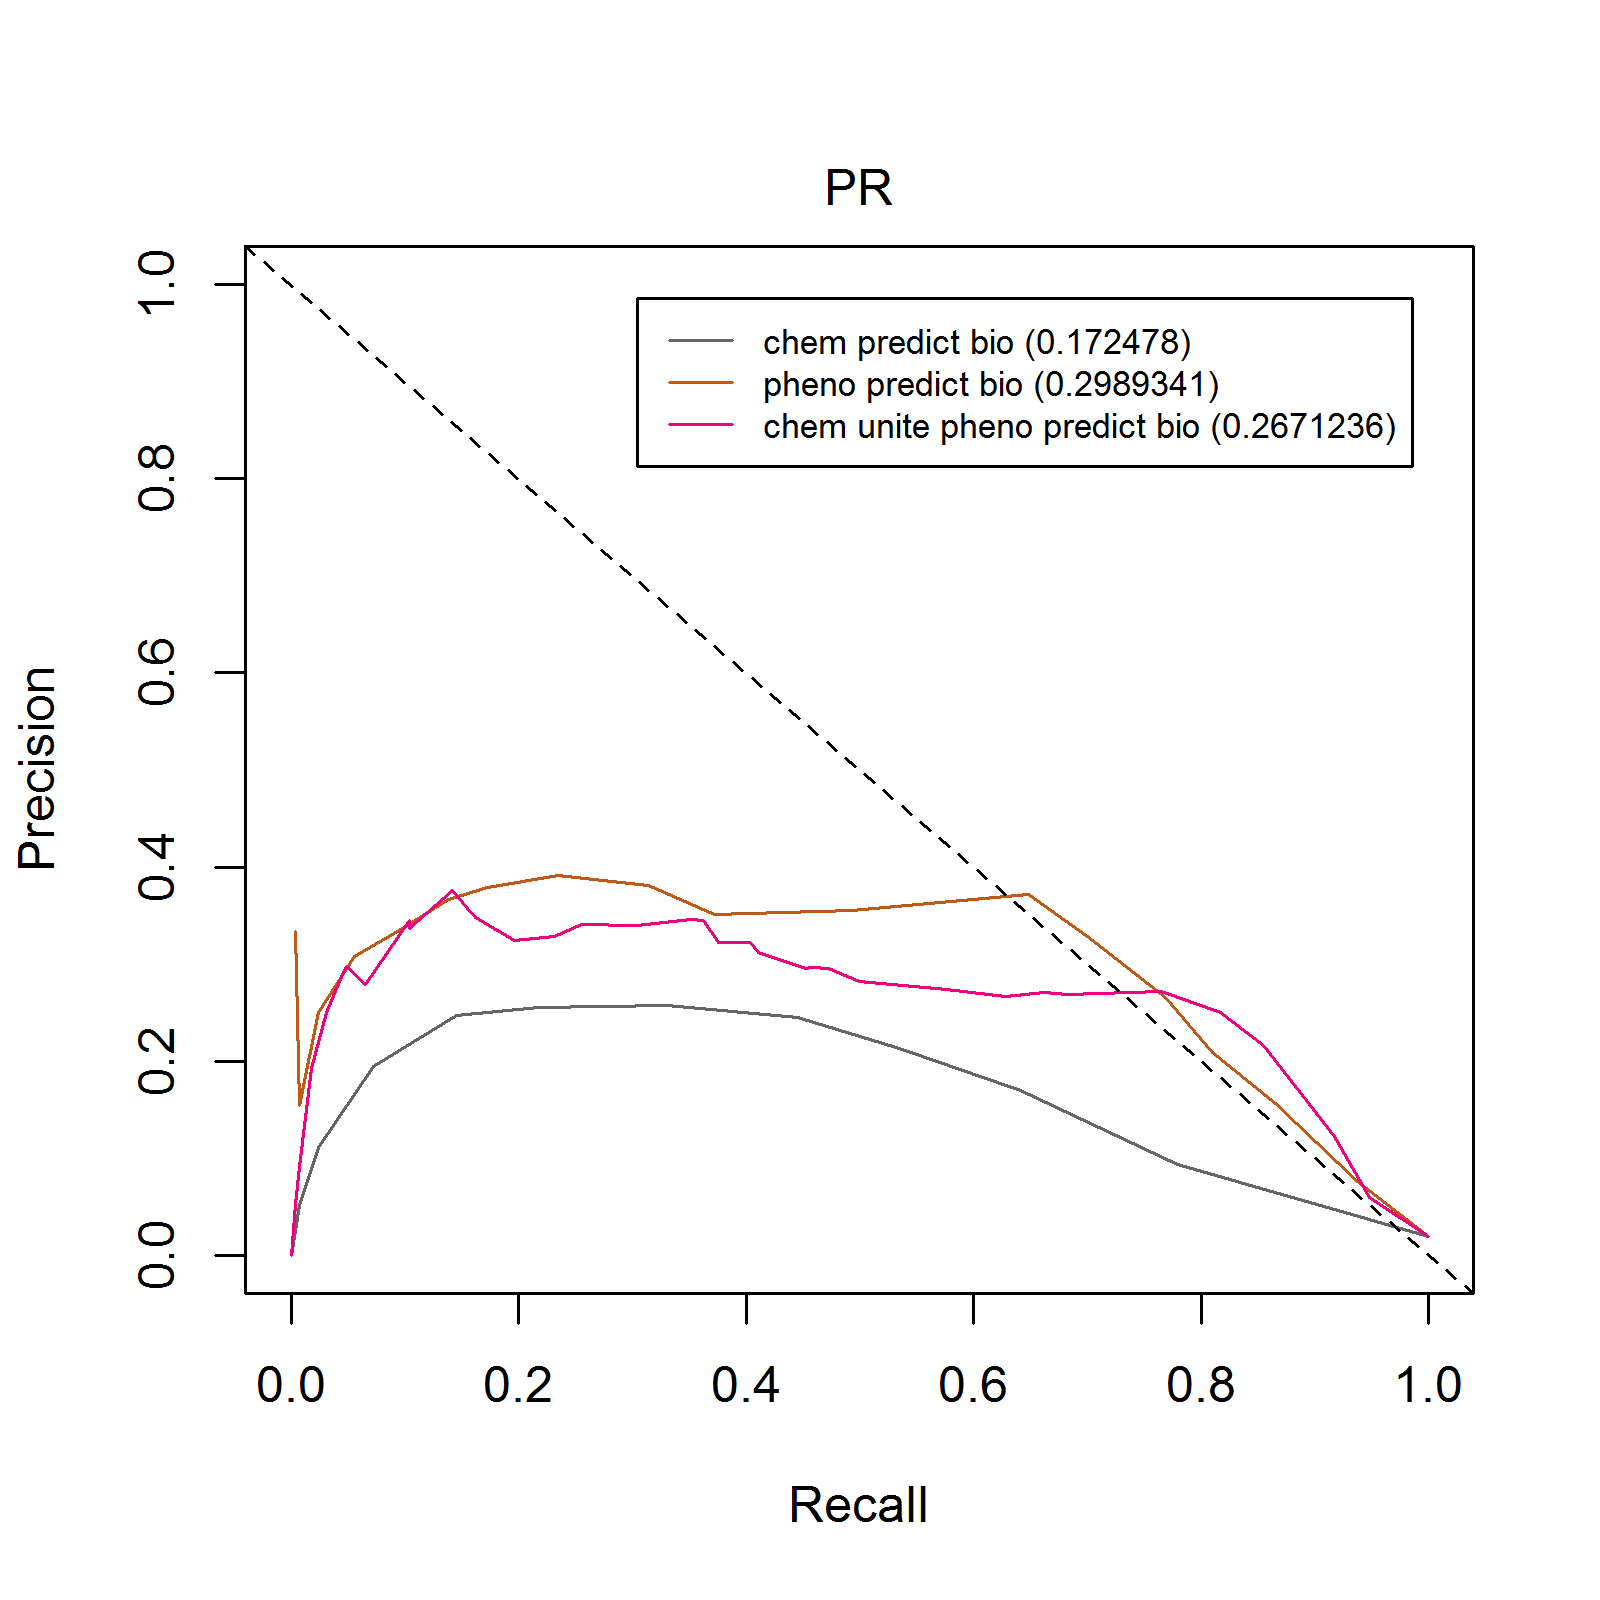 PR
1.0
0.8
0.6
0.4
0.2
0.0
Precision
chem predict bio (0.172478)
pheno predict bio (0.2989341)
chem unite pheno predict bio (0.2671236)
0.0 0.2 0.4 0.6 0.8 1.0
Recall